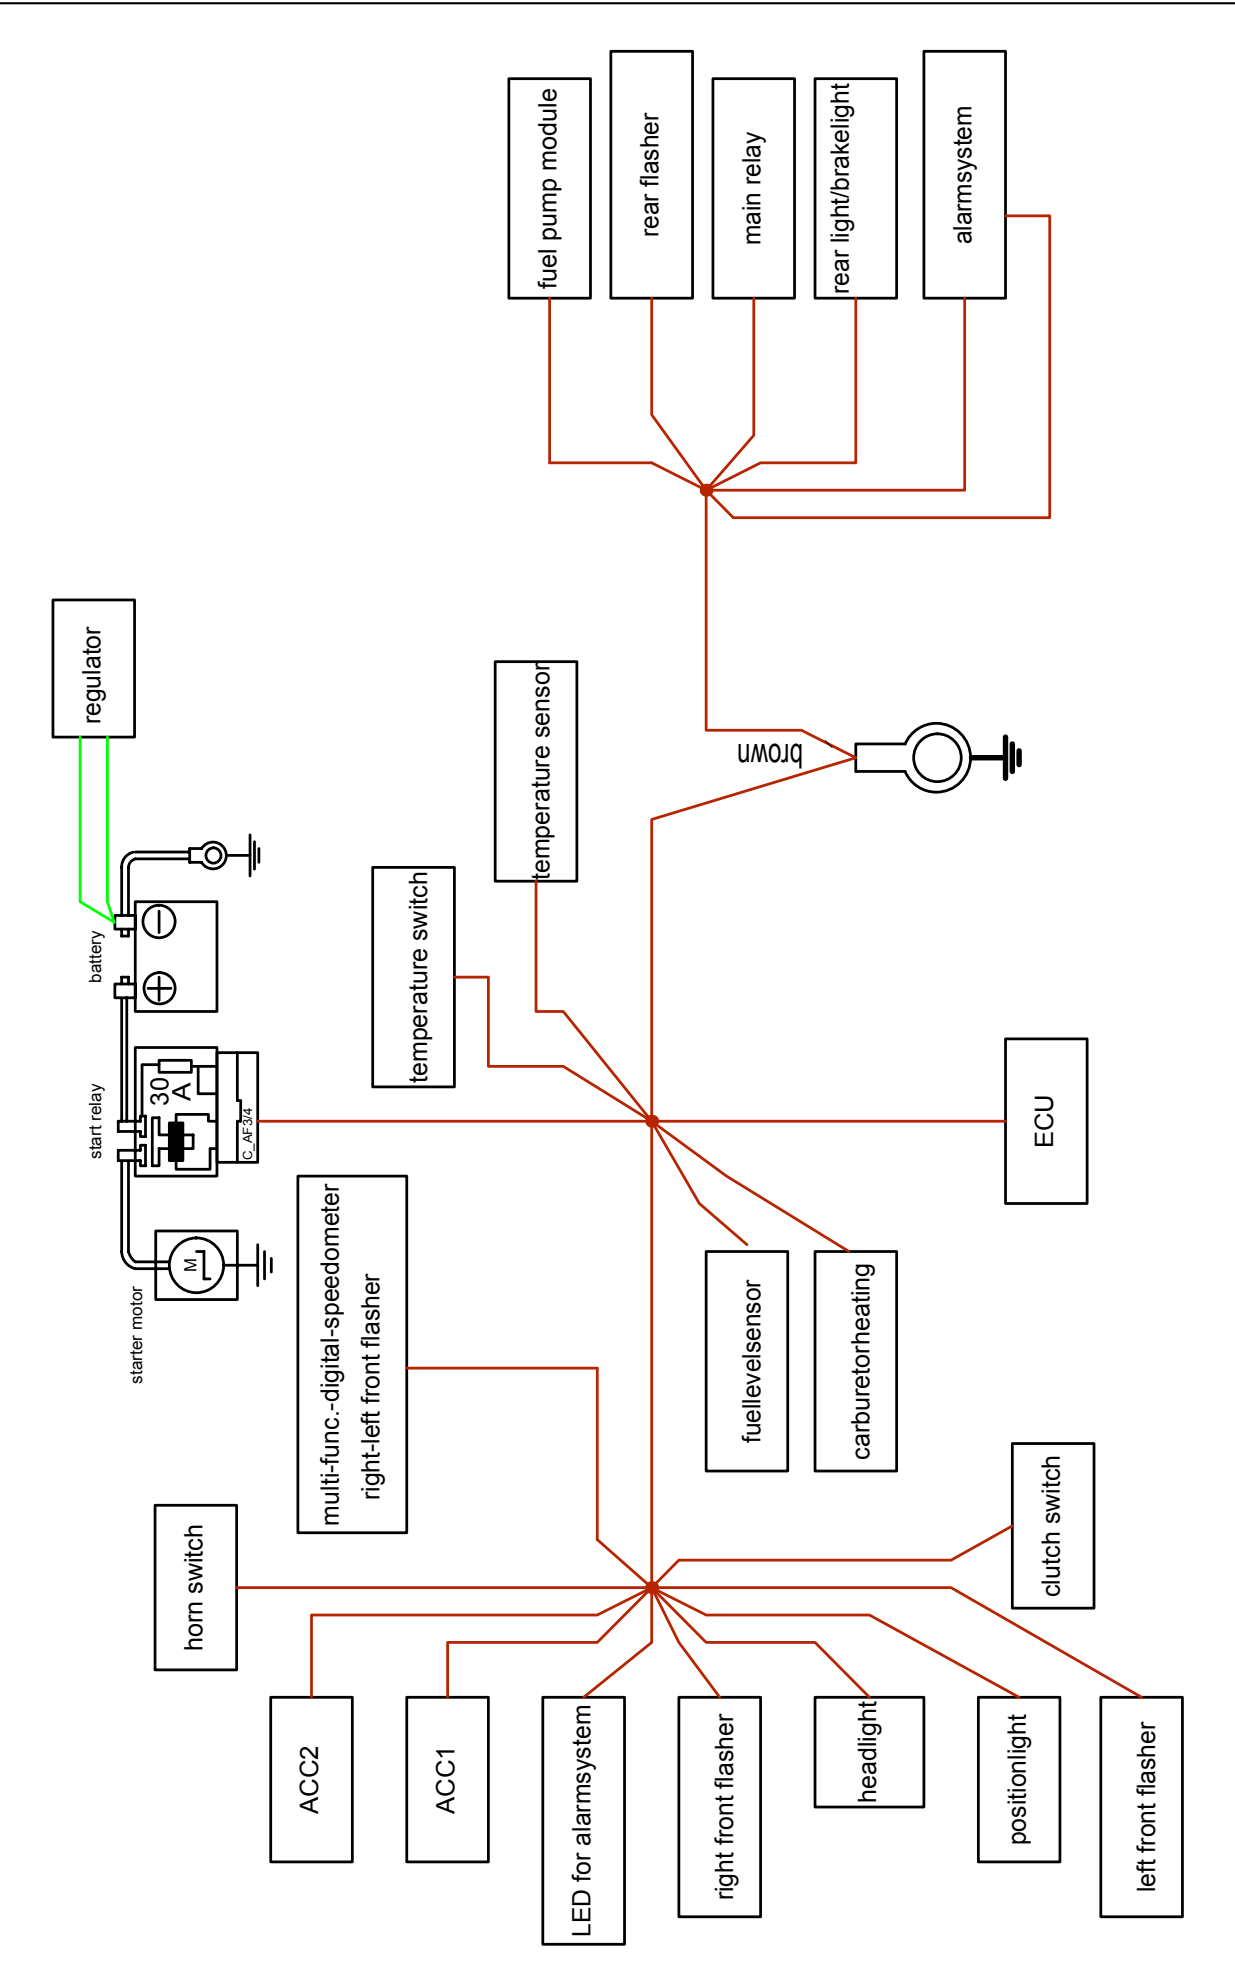 fuel pump module
rear flasher
main relay
rear light/brakelight
alarmsystem
regulator
temperature sensor
brown
temperature switch
battery
start relay
30
A
C_AF3/4
ECU
starter motor
M
multi-func.-digital-speedometer
right-left front flasher
fuellevelsensor
carburetorheating
clutch switch
horn switch
ACC2
ACC1
LED for alarmsystem
right front flasher
headlight
positionlight
left front flasher